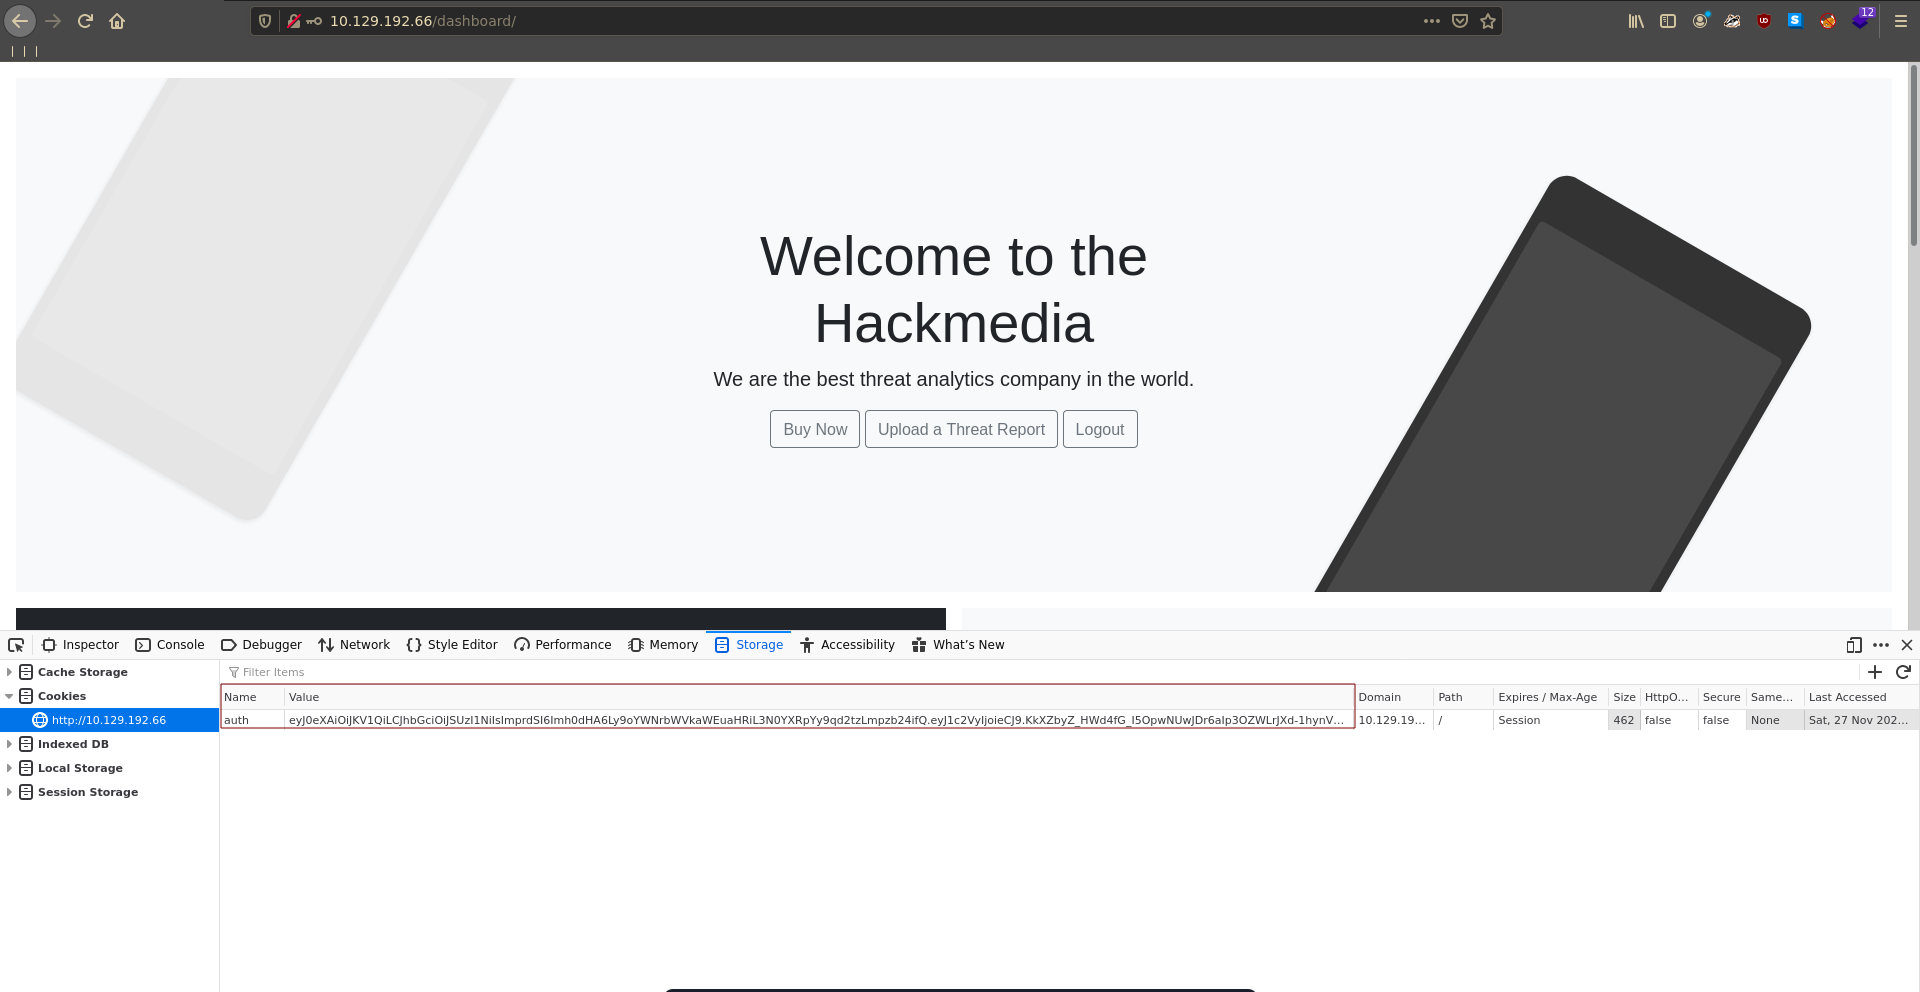 10.129.192.66/dashboard/
12
Welcome to the
Hackmedia
We are the best threat analytics company in the world.
Buy Now Upload a Threat Report Logout
Inspector Console Debugger Network Style Editor Performance Memory Storage Accessibility What's New
Cache Storage
Filter Items
Cookies
Name Value Domain Path Expires / Max-Age Size HttpO... Secure Same... Last Accessed
http://10.129.192.66
auth 10.129.19... / Session 462 false false None Sat, 27 Nov 202...
Indexed DB
Local Storage
Session Storage